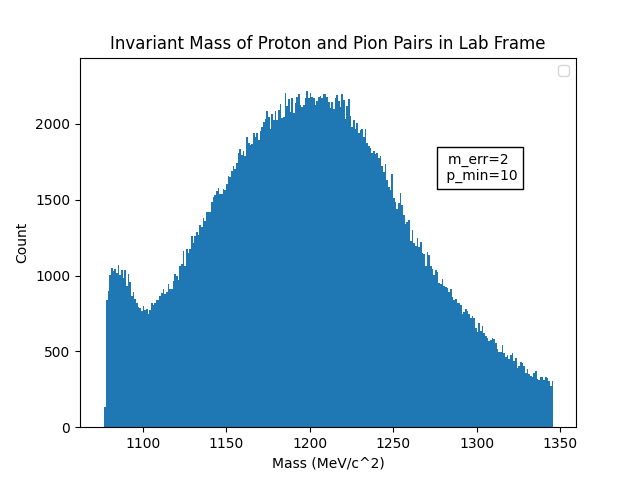 Invariant Mass of Proton and Pion Pairs in Lab Frame
2000
1500
1000
500
0
Count
m_err=2
p_min=10
1100
1150
1200
1250
1300
1350
Mass (MeV/c^2)